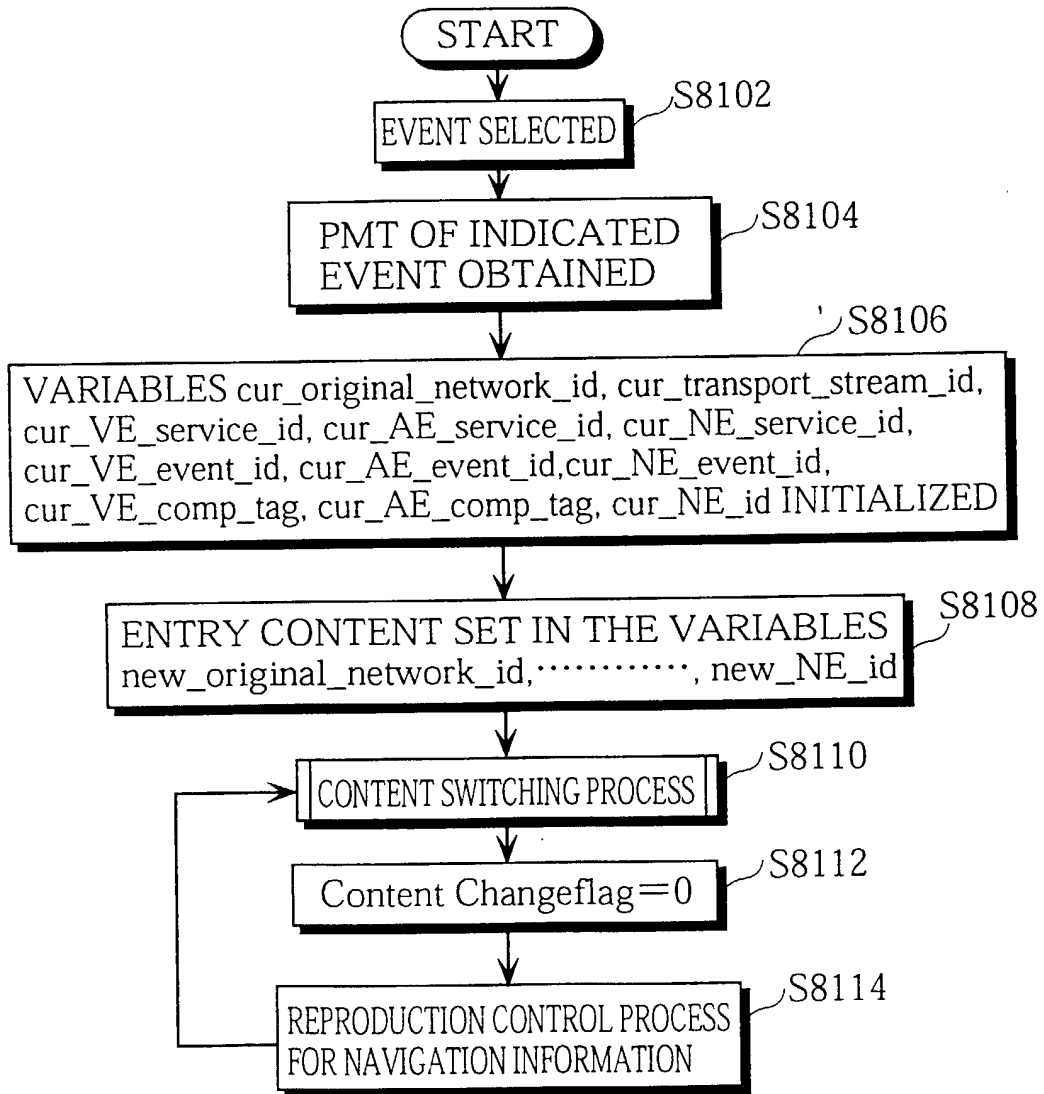 START
S8102
EVENT SELECTED
S8104
PMT OF INDICATED
EVENT OBTAINED
S8106
VARIABLES cur_original_network_id, cur_transport_stream_id,
cur_VE_service_id, cur_AE_service_id, cur_NE_service_id,
cur_VE_event_id, cur_AE_event_id,cur_NE_event_id,
cur_VE_comp_tag, cur_AE_comp_tag, cur_NE_id INITIALIZED
S8108
ENTRY CONTENT SET IN THE VARIABLES
new_original_network_id,············, new_NE_id
S8110
CONTENT SWITCHING PROCESS
S8112
Content Changeflag=0
S8114
REPRODUCTION CONTROL PROCESS
FOR NAVIGATION INFORMATION